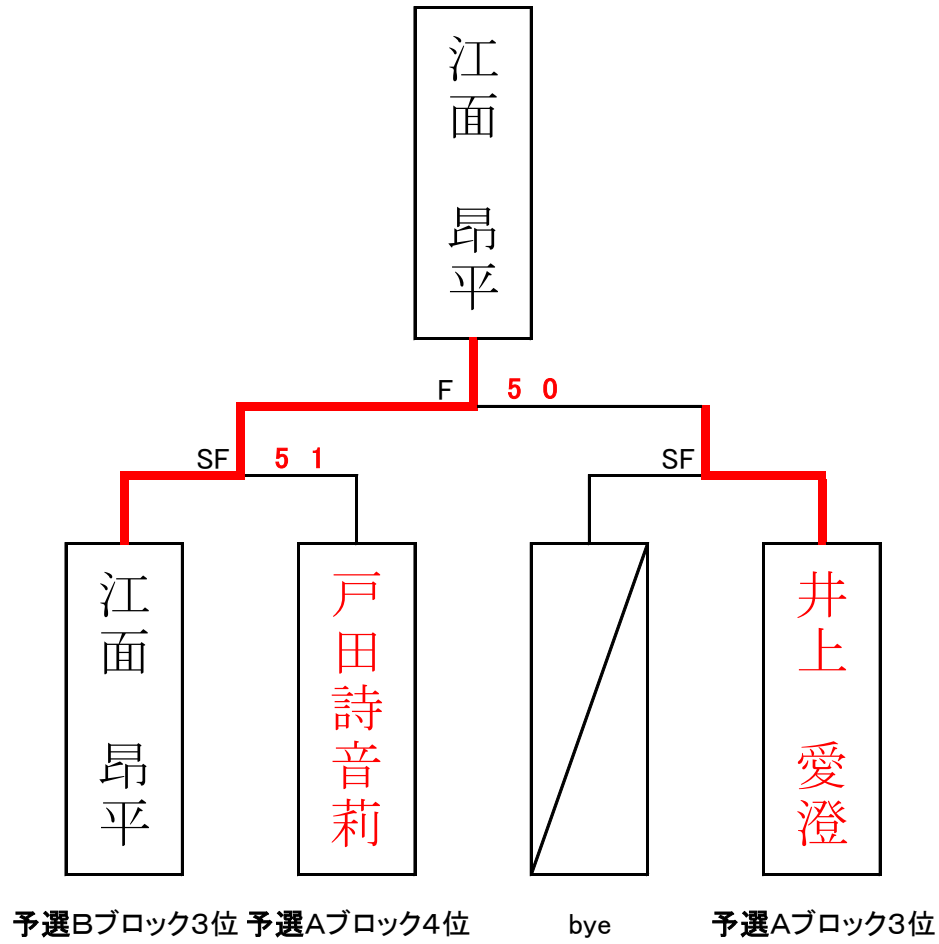 江面 昂平
F 5 0
SF 5 1 SF
江面 昂平
戸田詩音莉
井上 愛澄
予選Bブロック3位 予選Aブロック4位 bye 予選Aブロック3位